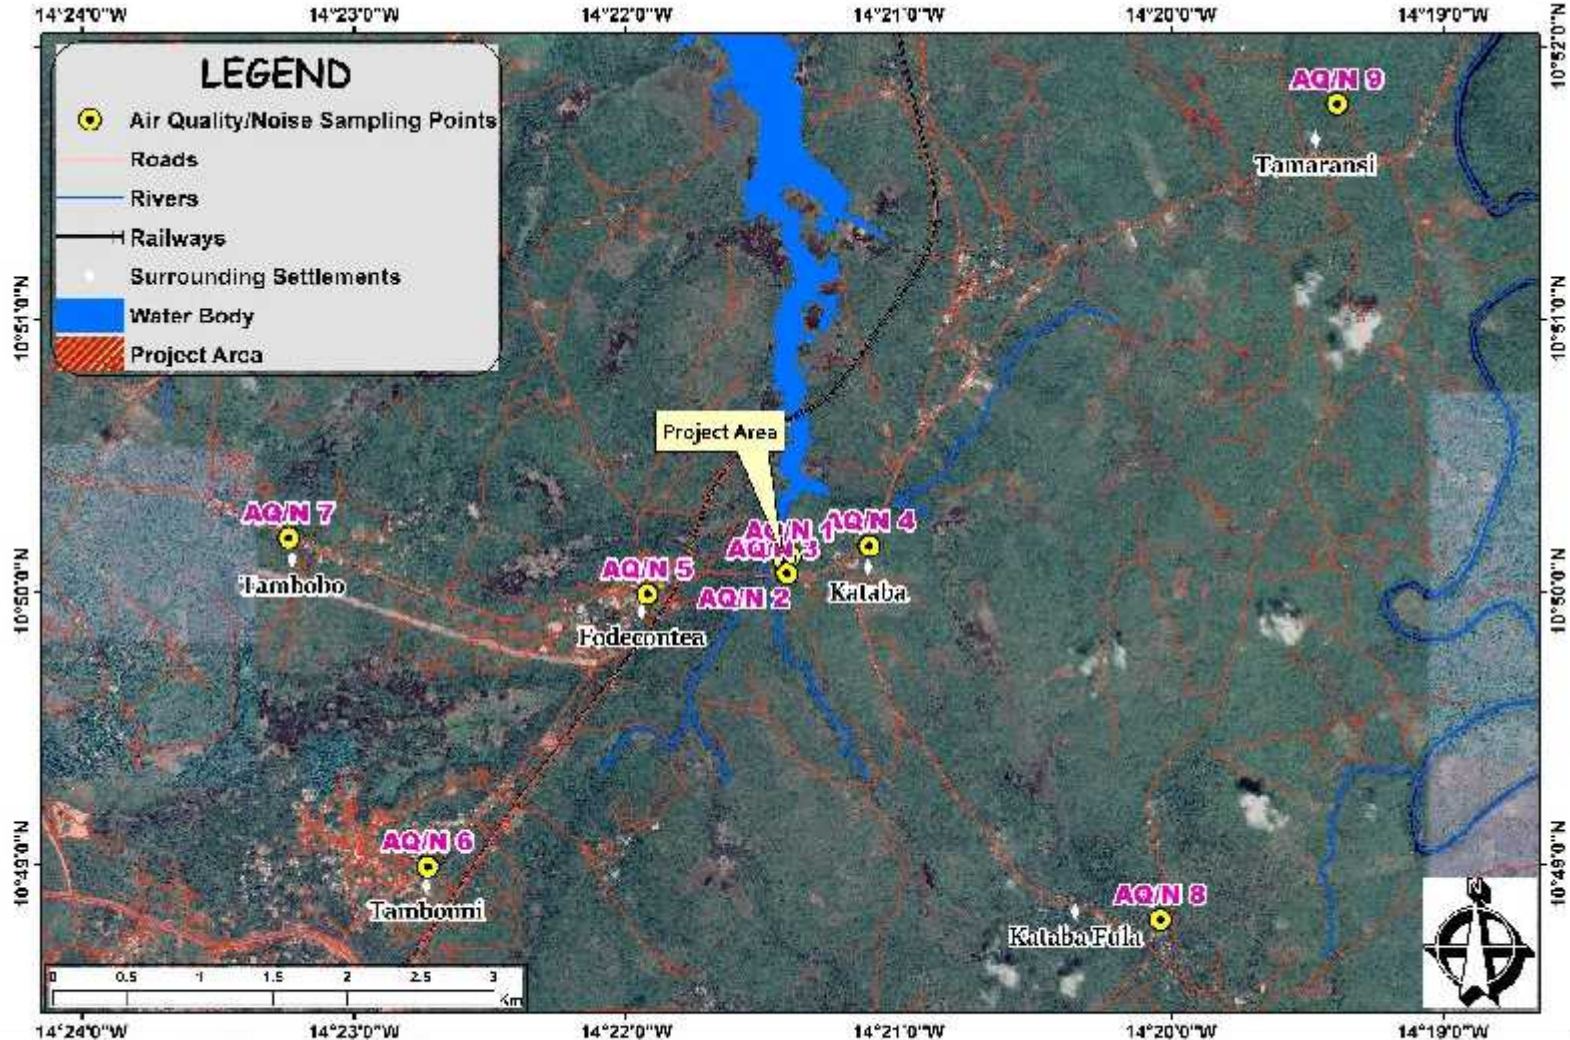 14°24'0"W 14°23'0"W 14°22'0"W 14°21'0"W 14°20'0"W 14°19'0"W
10°52'0"N
LEGEND
Air Quality/Noise Sampling Points
Roads
Rivers
Railways
Surrounding Settlements
Water Body
Project Area
AQ/N 9
Tamaransi
10°51'0"N
10°51'0"N
Project Area
AQ/N 7
Tambobo
AQ/N 1
AQ/N 4
AQ/N 3
AQ/N 5
AQ/N 2
Kataba
Fodecontea
10°50'0"N
10°50'0"N
AQ/N 6
Tambouni
AQ/N 8
Kataba Fula
10°49'0"N
10°49'0"N
N
0 0.5 1 1.5 2 2.5 3
Km
14°24'0"W 14°23'0"W 14°22'0"W 14°21'0"W 14°20'0"W 14°19'0"W